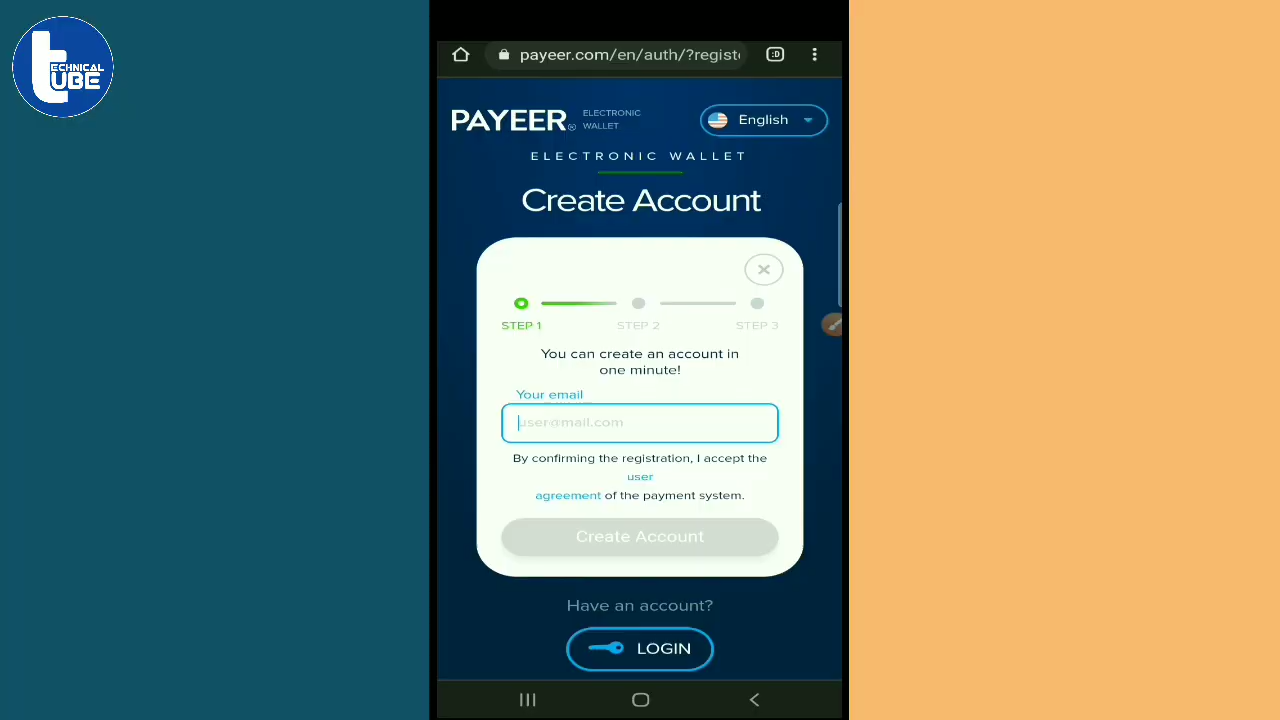 TECHNICAL
TUBE
payeer.com/en/auth/?registe
:D
PAYEER®
ELECTRONIC
WALLET
English
ELECTRONIC WALLET
Create Account
STEP 1
STEP 2
STEP 3
You can create an account in
one minute!
Your email
user@mail.com
By confirming the registration, I accept the
user
agreement of the payment system.
Create Account
Have an account?
LOGIN